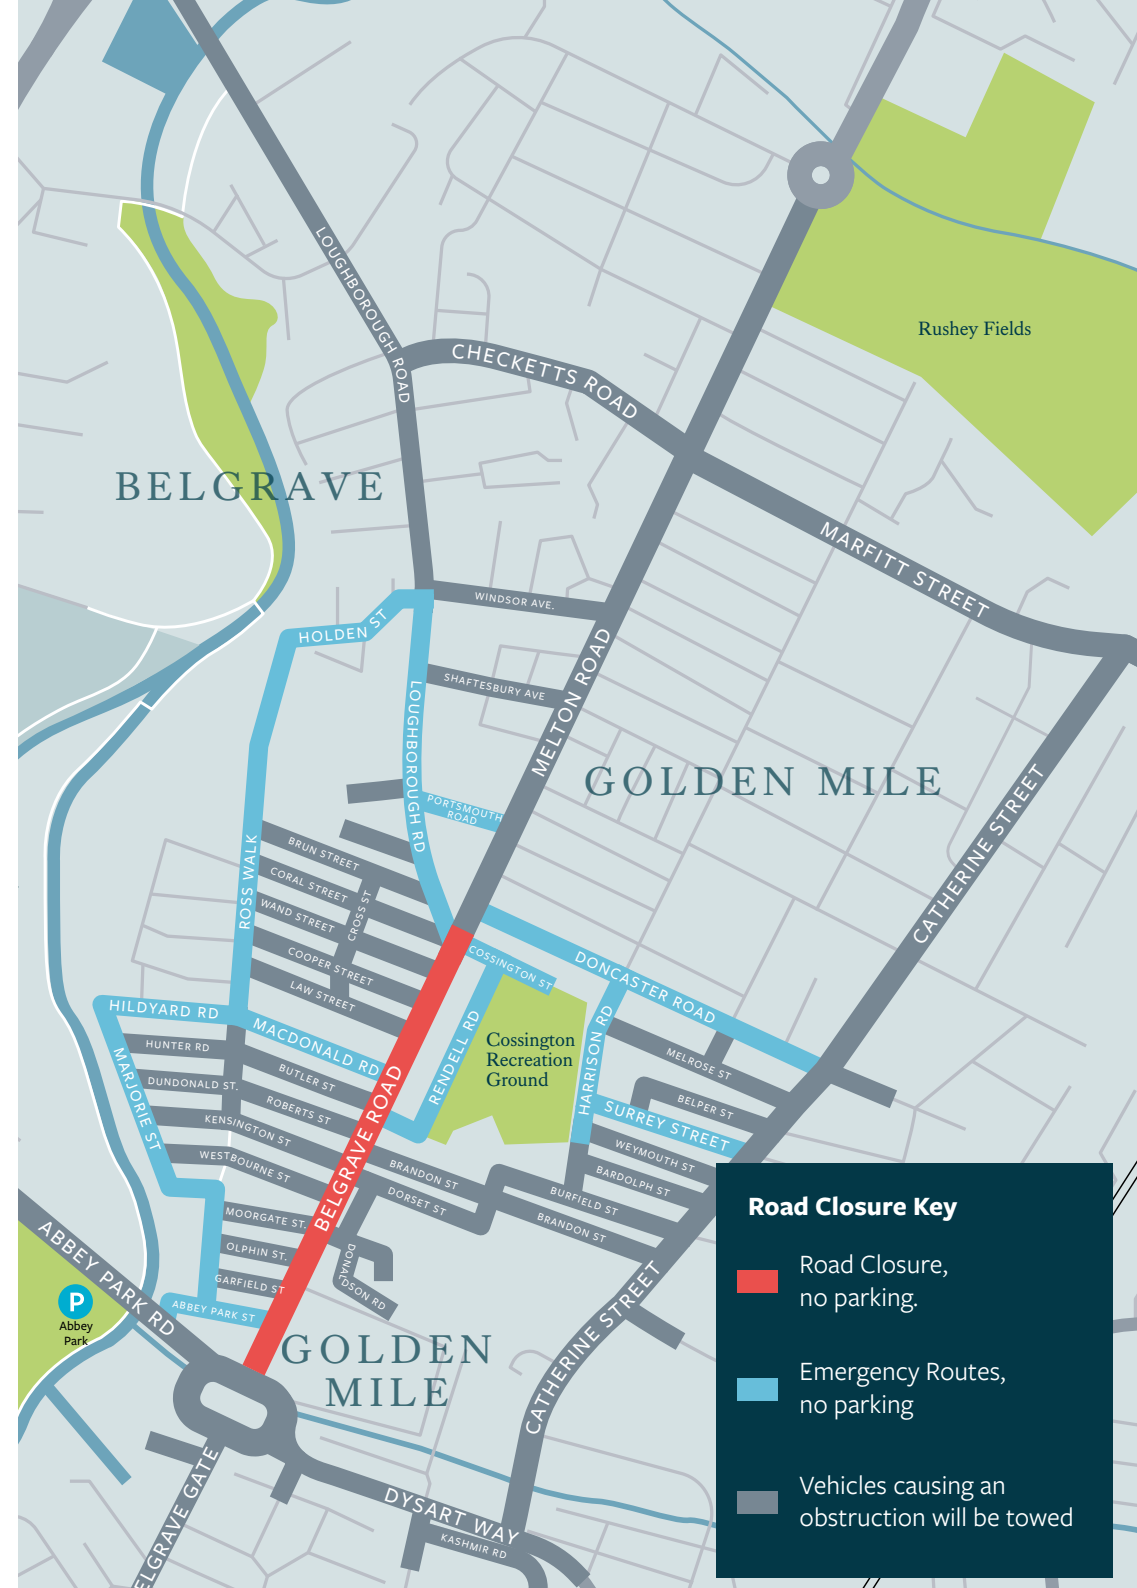 LOUGHBOROUGH ROAD
CHECKETTS ROAD
Rushey Fields
BELGRAVE
MARFITT STREET
WINDSOR AVE.
HOLDEN ST
SHAFTESBURY AVE
LOUGHBOROUGH RD
MELTON ROAD
GOLDEN MILE
PORTSMOUTH
ROAD
CATHERINE STREET
ROSS WALK
BRUN STREET
CORAL STREET
CROSS ST
WAND STREET
COOPER STREET
LAW STREET
COSSINGTON ST
DONCASTER ROAD
HILDYARD RD
MACDONALD RD
RENDELL RD
Cossington
Recreation
Ground
HARRISON RD
MELROSE ST
HUNTER RD
MARJORIE ST
DUNDONALD ST.
BUTLER ST
ROBERTS ST
BELGRAVE ROAD
BELPER ST
SURREY STREET
KENSINGTON ST
WEYMOUTH ST
WESTBOURNE ST
BRANDON ST
BARDOLPH ST
DORSET ST
BURFIELD ST
BRANDON ST
MOORGATE ST.
OLPHIN ST.
GARFIELD ST
DONALDSON RD
ABBEY PARK ST
ABBEY PARK RD
P
Abbey
Park
GOLDEN
MILE
CATHERINE STREET
BELGRAVE GATE
DYSART WAY
KASHMIR RD
Road Closure Key
Road Closure,
no parking.
Emergency Routes,
no parking
Vehicles causing an
obstruction will be towed